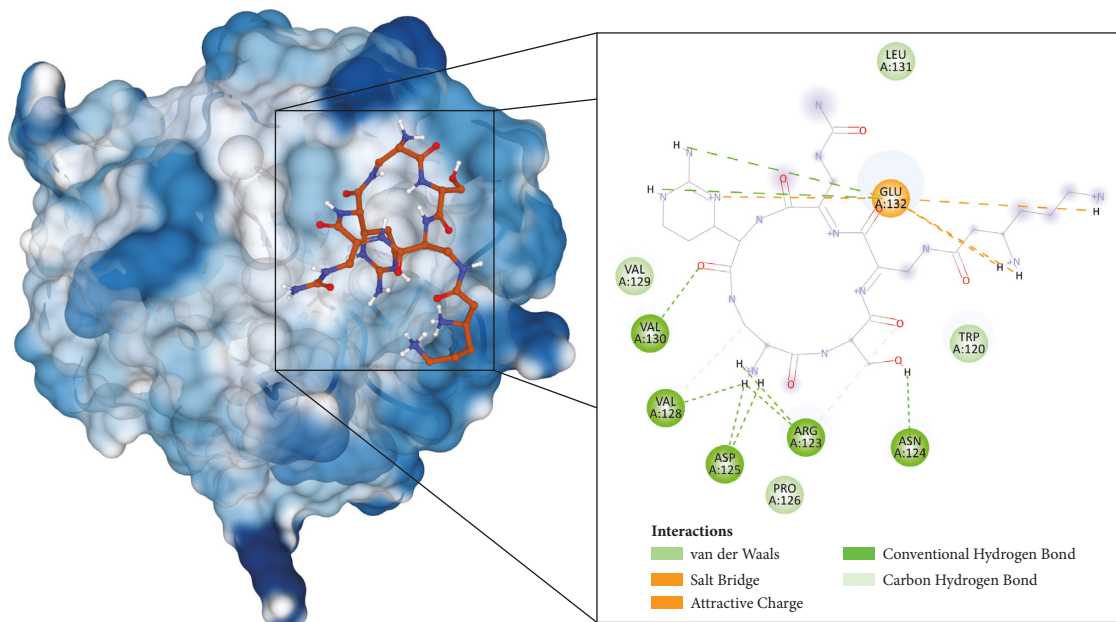 LEU
A:131
N
N
O
H
N
N
H
N
N
+N
O
GLU
A:132
O
+N
H
N
N
+N
N
O
H
+N
H
VAL
A:129
O
N
+N
O
TRP
A:120
VAL
A:130
H
+N
H
O
N
O
H
VAL
A:128
ARG
A:123
ASN
A:124
ASP
A:125
PRO
A:126
Interactions
van der Waals
Conventional Hydrogen Bond
Salt Bridge
Carbon Hydrogen Bond
Attractive Charge